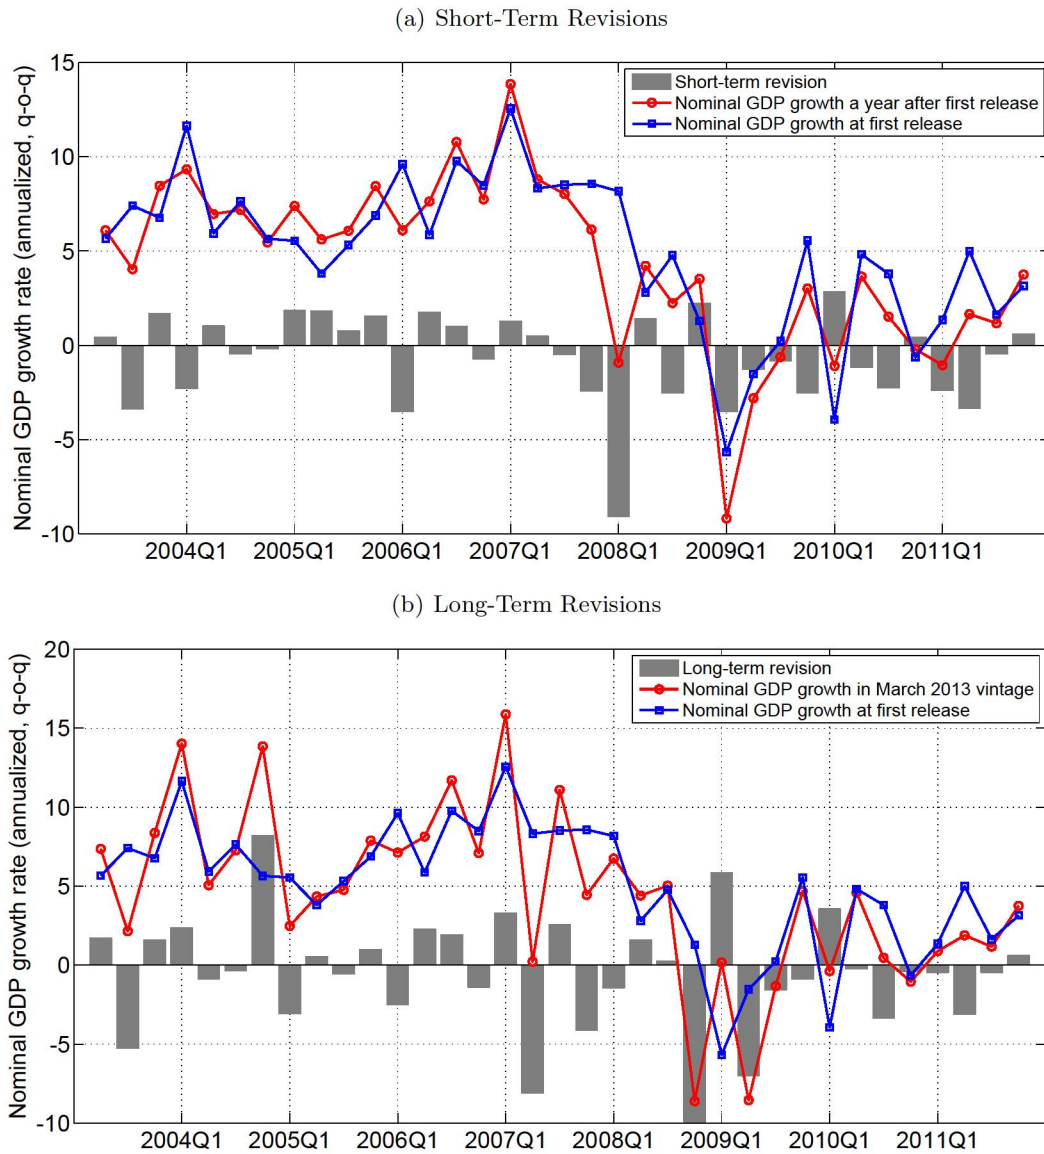 (a) Short-Term Revisions
Nominal GDP growth rate (annualized, q-o-q)
15
10
5
0
-5
-10
Short-term revision
Nominal GDP growth a year after first release
Nominal GDP growth at first release
2004Q1 2005Q1 2006Q1 2007Q1 2008Q1 2009Q1 2010Q1 2011Q1
(b) Long-Term Revisions
Nominal GDP growth rate (annualized, q-o-q)
20
15
10
5
0
-5
-10
Long-term revision
Nominal GDP growth in March 2013 vintage
Nominal GDP growth at first release
2004Q1 2005Q1 2006Q1 2007Q1 2008Q1 2009Q1 2010Q1 2011Q1